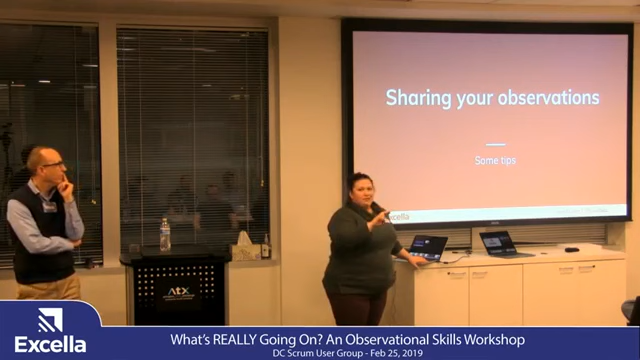 Sharing your observations
Some tips
Excella
Atx
Excella
What's REALLY Going On? An Observational Skills Workshop
DC Scrum User Group - Feb 25, 2019